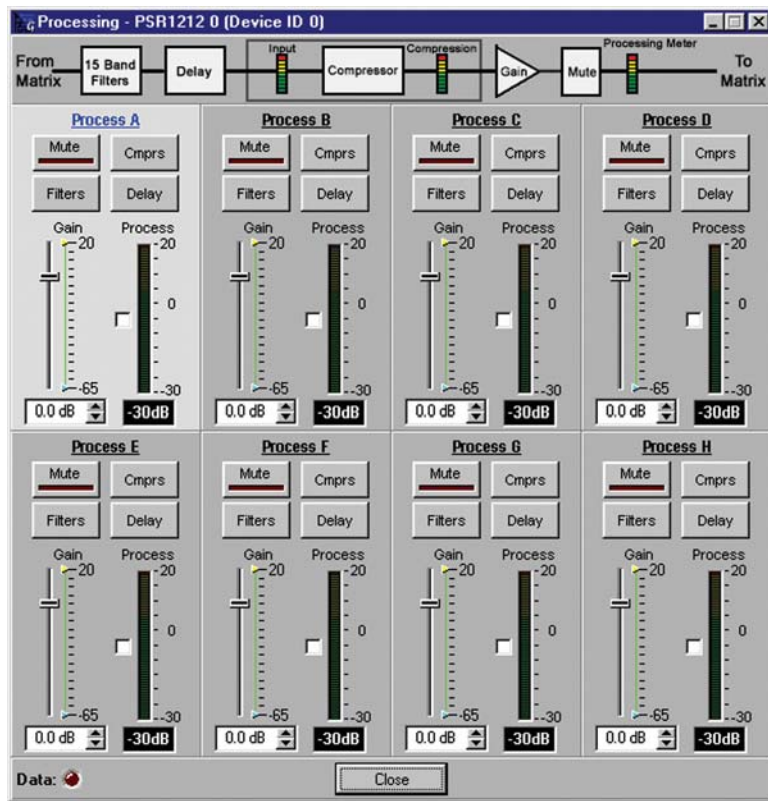 Processing - PSR1212 0 (Device ID 0)
From Matrix
15 Band Filters
Delay
Input
Compressor
Compression
Gain
Mute
Processing Meter
To Matrix
Process A
Mute Cmprs
Filters Delay
Gain Process
20 -20
0
-65 --30
0.0 dB -30dB
Process B
Mute Cmprs
Filters Delay
Gain Process
20 -20
0
-65 --30
0.0 dB -30dB
Process C
Mute Cmprs
Filters Delay
Gain Process
20 -20
0
-65 --30
0.0 dB -30dB
Process D
Mute Cmprs
Filters Delay
Gain Process
20 -20
0
-65 --30
0.0 dB -30dB
Process E
Mute Cmprs
Filters Delay
Gain Process
20 -20
0
-65 --30
0.0 dB -30dB
Process F
Mute Cmprs
Filters Delay
Gain Process
20 -20
0
-65 --30
0.0 dB -30dB
Process G
Mute Cmprs
Filters Delay
Gain Process
20 -20
0
-65 --30
0.0 dB -30dB
Process H
Mute Cmprs
Filters Delay
Gain Process
20 -20
0
-65 --30
0.0 dB -30dB
Data:
Close